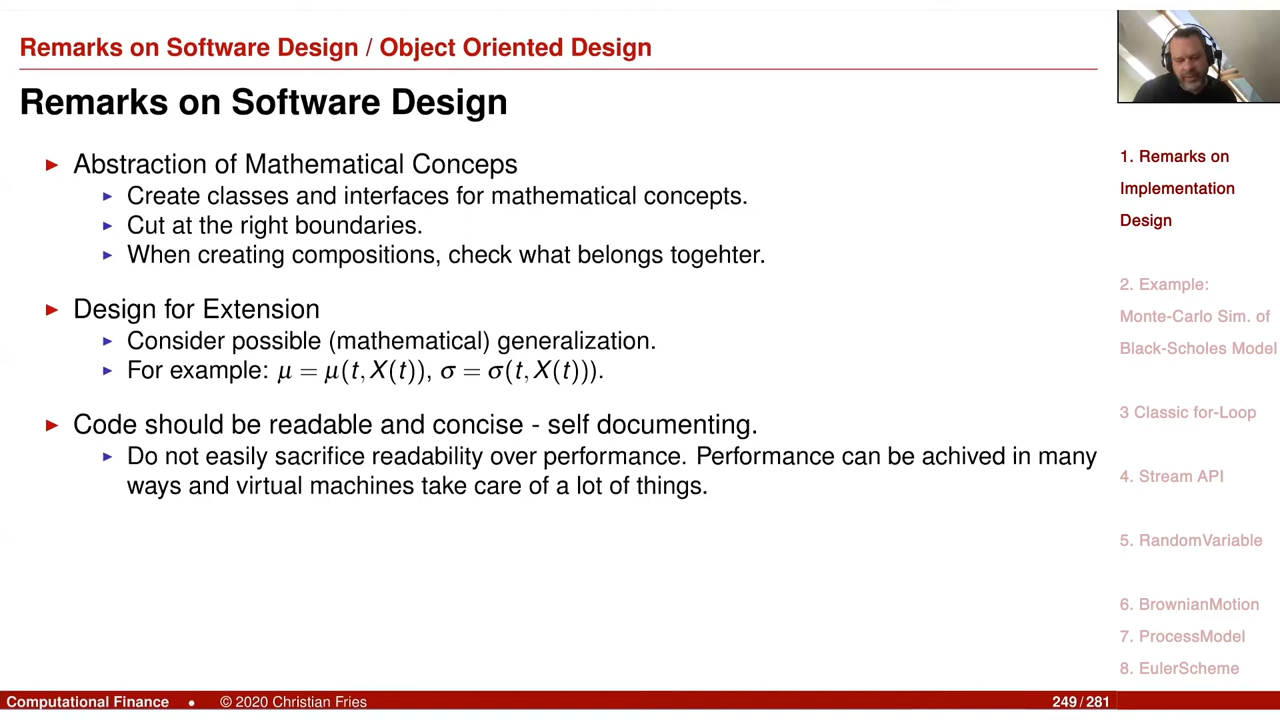 Remarks on Software Design / Object Oriented Design
Remarks on Software Design
Abstraction of Mathematical Conceps
Create classes and interfaces for mathematical concepts.
Cut at the right boundaries.
When creating compositions, check what belongs togehter.
Design for Extension
Consider possible (mathematical) generalization.
For example: μ = μ(t, X(t)), σ = σ(t, X(t))).
Code should be readable and concise - self documenting.
Do not easily sacrifice readability over performance. Performance can be achived in many
ways and virtual machines take care of a lot of things.
1. Remarks on
Implementation
Design
2. Example:
Monte-Carlo Sim. of
Black-Scholes Model
3 Classic for-Loop
4. Stream API
5. RandomVariable
6. BrownianMotion
7. ProcessModel
8. EulerScheme
Computational Finance • © 2020 Christian Fries 249 / 281